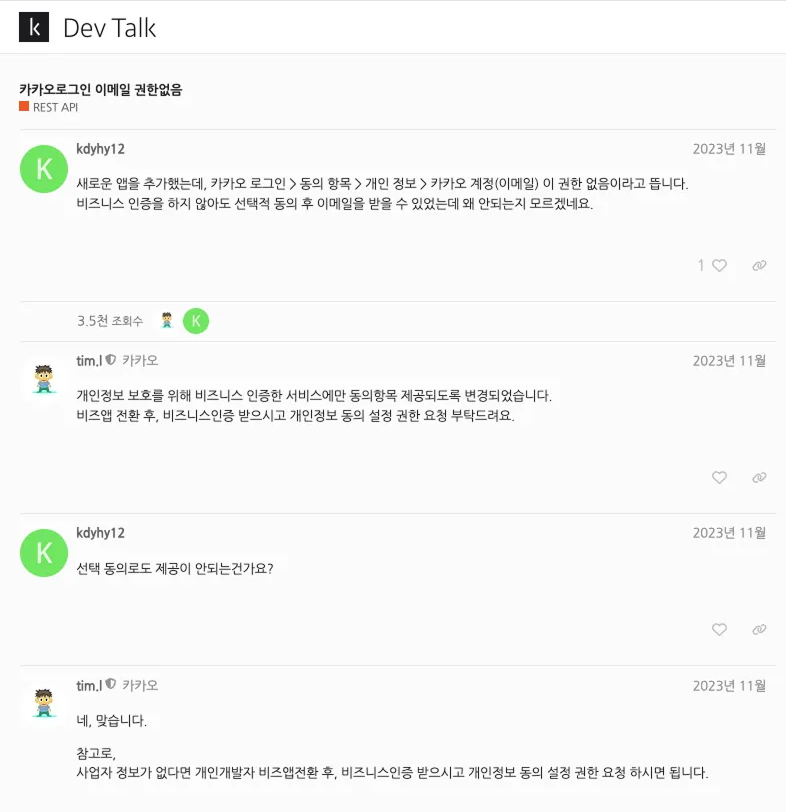 k Dev Talk
카카오로그인 이메일 권한없음
REST API
kdyhy12 2023년 11월
K
새로운 앱을 추가했는데, 카카오 로그인 > 동의 항목 > 개인 정보 > 카카오 계정(이메일) 이 권한 없음이라고 뜹니다.
비즈니스 인증을 하지 않아도 선택적 동의 후 이메일을 받을 수 있었는데 왜 안되는지 모르겠네요.
1
3.5천 조회수 K
tim.l 카카오 2023년 11월
개인정보 보호를 위해 비즈니스 인증한 서비스에만 동의항목 제공되도록 변경되었습니다.
비즈앱 전환 후, 비즈니스인증 받으시고 개인정보 동의 설정 권한 요청 부탁드려요.
kdyhy12 2023년 11월
K
선택 동의로도 제공이 안되는건가요?
tim.l 카카오 2023년 11월
네, 맞습니다.
참고로,
사업자 정보가 없다면 개인개발자 비즈앱전환 후, 비즈니스인증 받으시고 개인정보 동의 설정 권한 요청 하시면 됩니다.